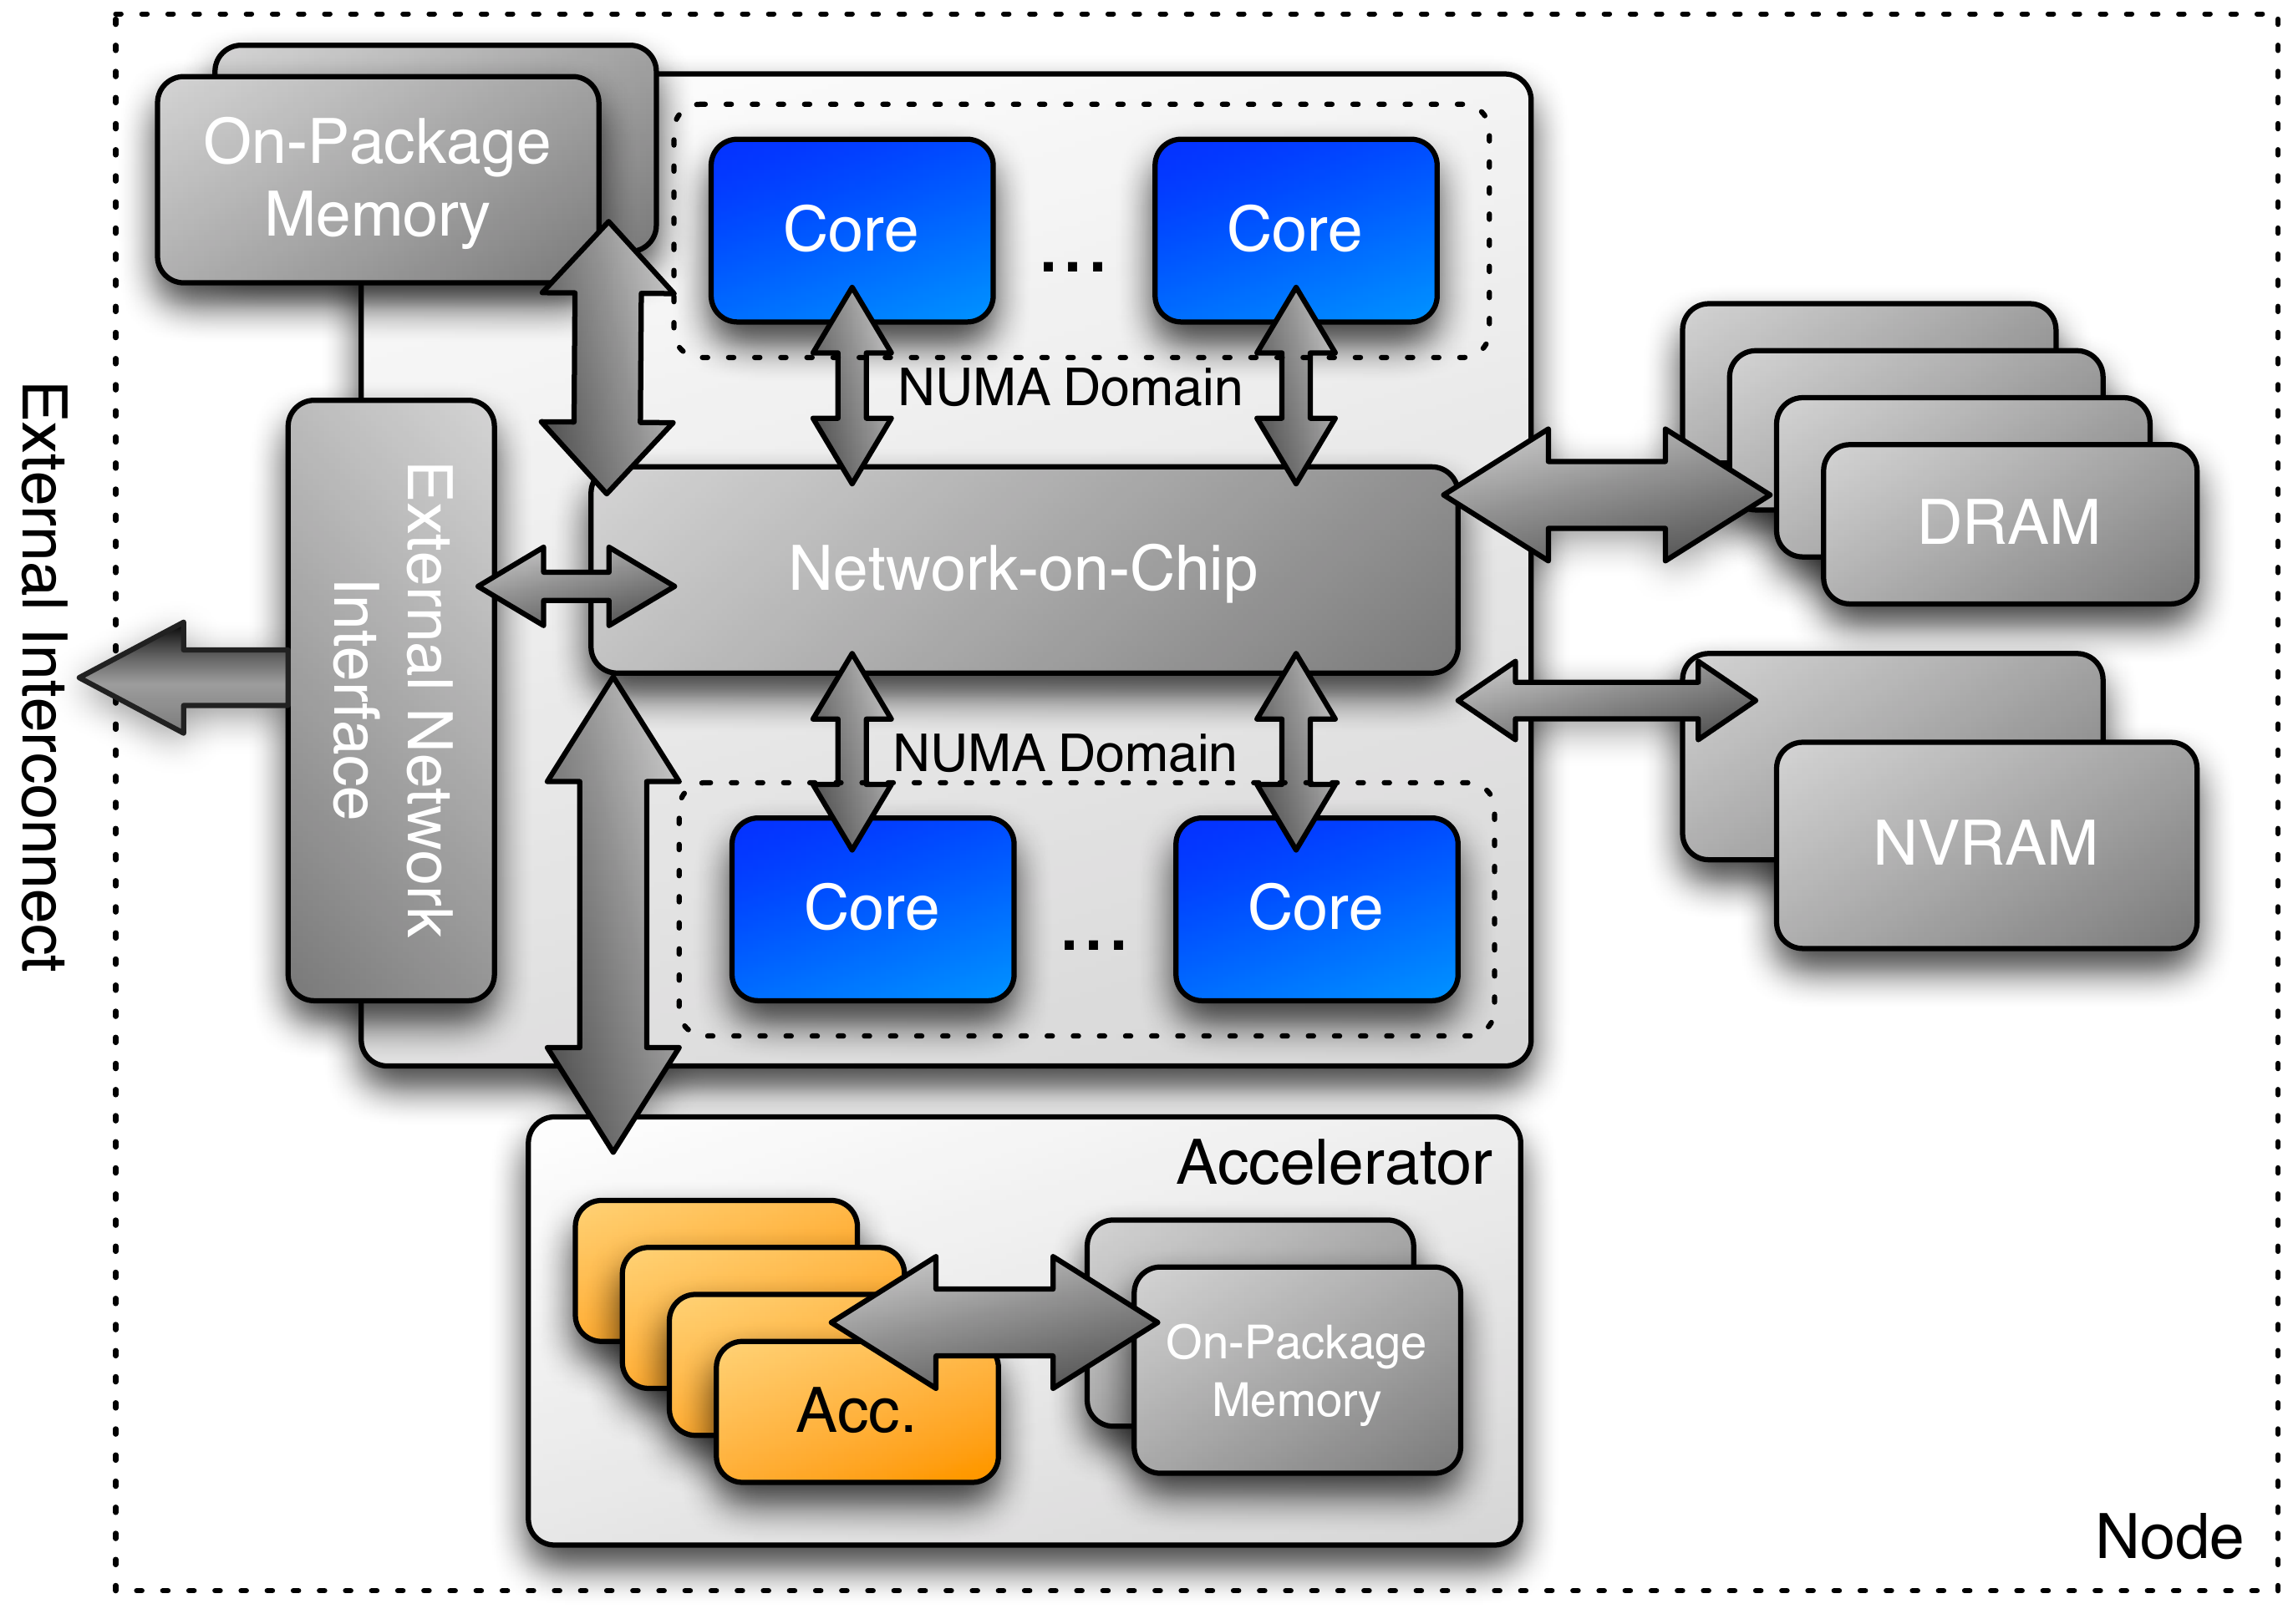 On-Package
Memory
Core
...
Core
NUMA Domain
External Interconnect
External Network
Interface
Network-on-Chip
DRAM
NVRAM
NUMA Domain
Core
...
Core
Accelerator
Acc.
On-Package
Memory
Node